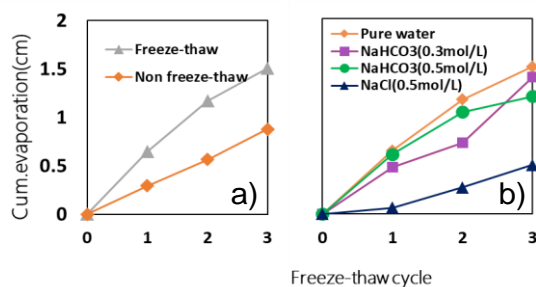 Cum.evaporation(cm)
2
1.5
1
0.5
0
Freeze-thaw
Non freeze-thaw
a)
0 1 2 3
Pure water
NaHCO3(0.3mol/L)
NaHCO3(0.5mol/L)
NaCl(0.5mol/L)
b)
0 1 2 3
Freeze-thaw cycle